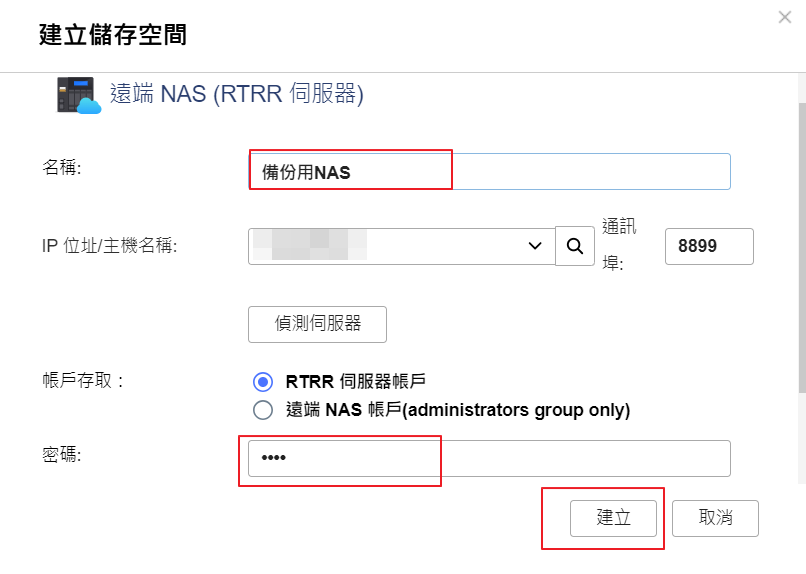 建立儲存空間
遠端 NAS (RTRR 伺服器)
名稱: 備份用NAS
IP 位址/主機名稱: 通訊埠: 8899
偵測伺服器
帳戶存取： RTRR 伺服器帳戶
遠端 NAS 帳戶(administrators group only)
密碼: ••••
建立 取消